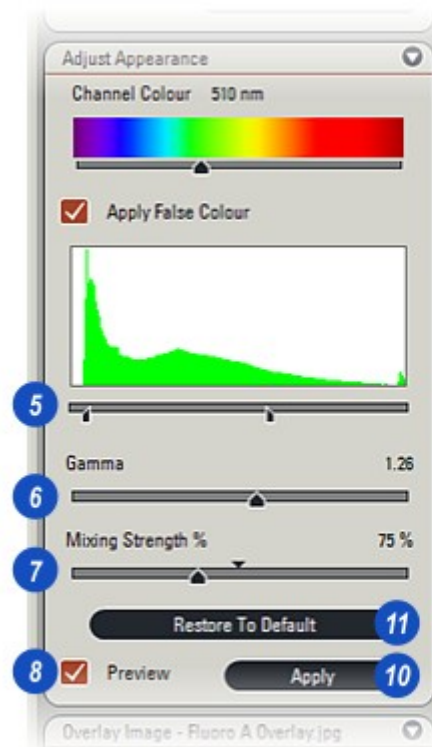 Adjust Appearance
Channel Colour 510 nm
Apply False Colour
5
Gamma 1.26
6
Mixing Strength % 75 %
7
Restore To Default 11
8 Preview Apply 10
Overlay Image - Fluoro A Overlay.jpg